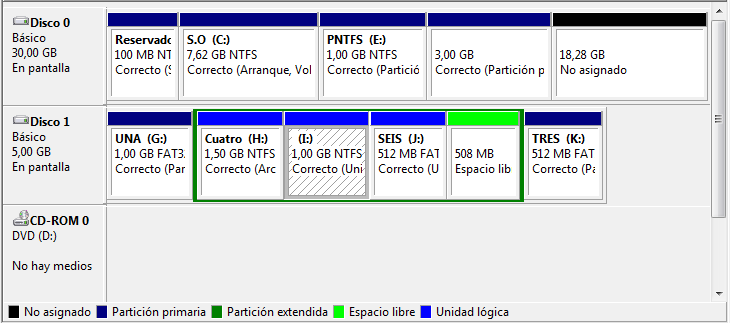 Disco 0
Básico
30,00 GB
En pantalla
Reservado
100 MB NT
Correcto (S
S.O (C:)
7,62 GB NTFS
Correcto (Arranque, Vol
PNTFS (E:)
1,00 GB NTFS
Correcto (Partició
3,00 GB
Correcto (Partición p
18,28 GB
No asignado
Disco 1
Básico
5,00 GB
En pantalla
UNA (G:)
1,00 GB FAT3
Correcto (Par
Cuatro (H:)
1,50 GB NTFS
Correcto (Arc
(I:)
1,00 GB NTFS
Correcto (Uni
SEIS (J:)
512 MB FAT
Correcto (U
508 MB
Espacio lib
TRES (K:)
512 MB FAT
Correcto (Pa
CD-ROM 0
DVD (D:)
No hay medios
No asignado Partición primaria Partición extendida Espacio libre Unidad lógica